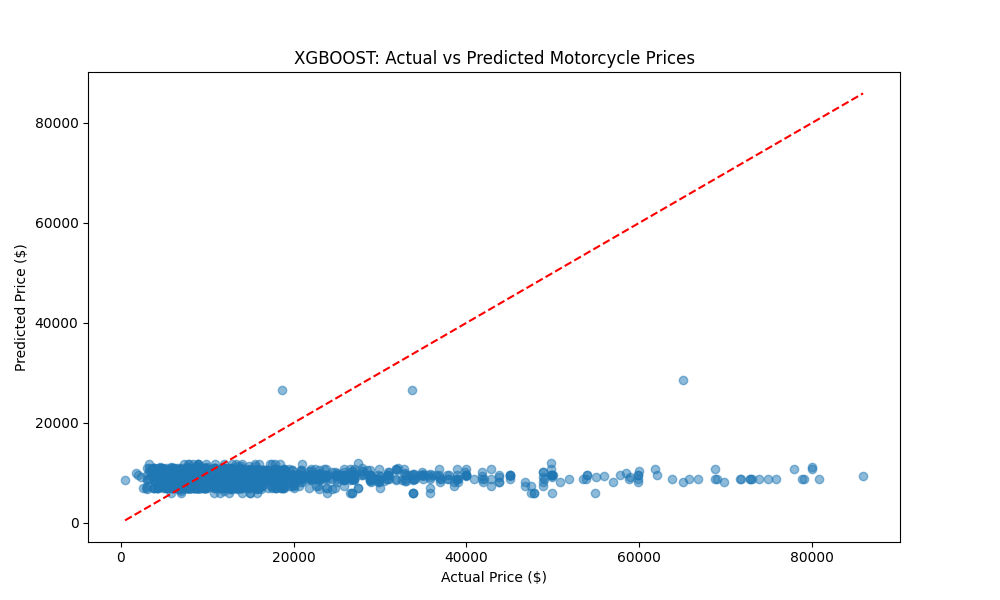 XGBOOST: Actual vs Predicted Motorcycle Prices
80000
60000
40000
20000
0
Predicted Price ($)
0 20000 40000 60000 80000
Actual Price ($)